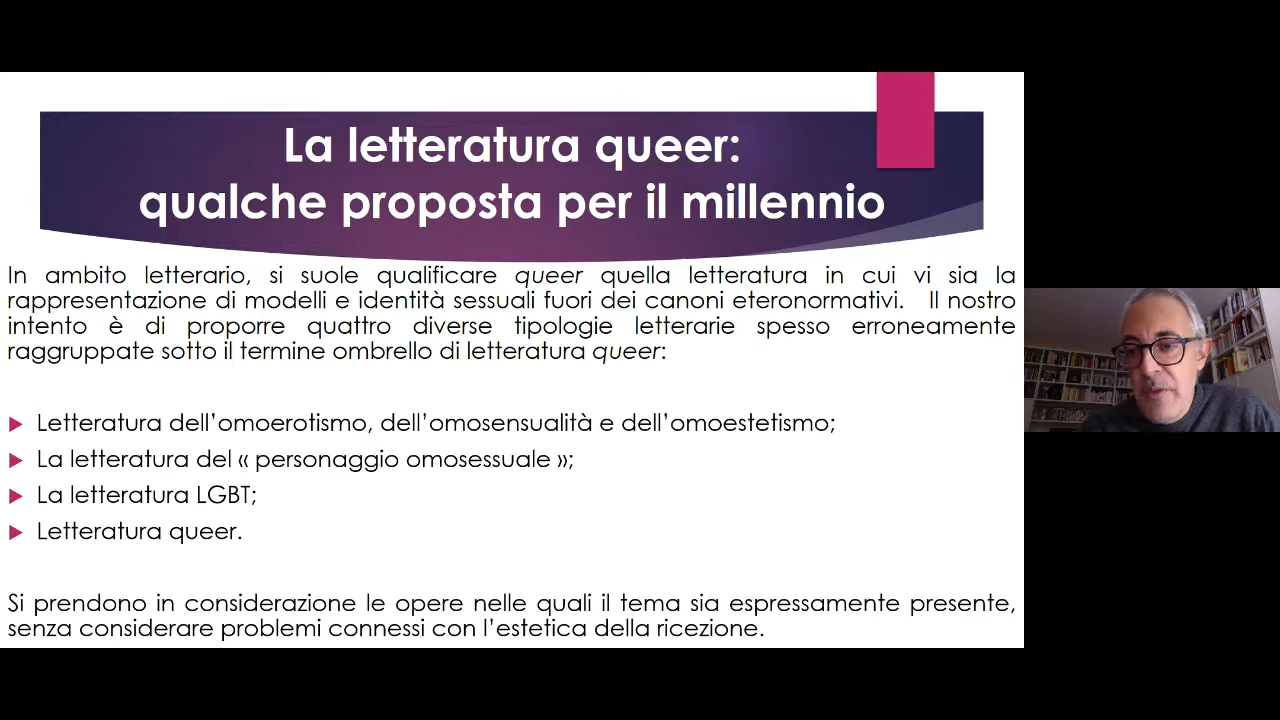 La letteratura queer:
qualche proposta per il millennio
In ambito letterario, si suole qualificare queer quella letteratura in cui vi sia la
rappresentazione di modelli e identità sessuali fuori dei canoni eteronormativi. Il nostro
intento è di proporre quattro diverse tipologie letterarie spesso erroneamente
raggruppate sotto il termine ombrello di letteratura queer:
Letteratura dell’omoerotismo, dell’omosensualità e dell’omoestetismo;
La letteratura del « personaggio omosessuale »;
La letteratura LGBT;
Letteratura queer.
Si prendono in considerazione le opere nelle quali il tema sia espressamente presente,
senza considerare problemi connessi con l’estetica della ricezione.